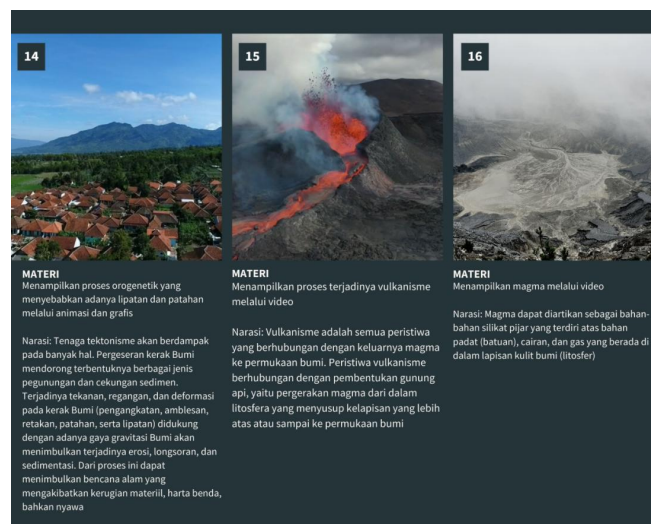 14
MATERI
Menampilkan proses orogenetik yang
menyebabkan adanya lipatan dan patahan
melalui animasi dan grafis
Narasi: Tenaga tektonisme akan berdampak
pada banyak hal. Pergeseran kerak Bumi
mendorong terbentuknya berbagai jenis
pegunungan dan cekungan sedimen.
Terjadinya tekanan, regangan, dan deformasi
pada kerak Bumi (pengangkatan, amblesan,
retakan, patahan, serta lipatan) didukung
dengan adanya gaya gravitasi Bumi akan
menimbulkan terjadinya erosi, longsoran, dan
sedimentasi. Dari proses ini dapat
menimbulkan bencana alam yang
mengakibatkan kerugian materiil, harta benda,
bahkan nyawa
15
MATERI
Menampilkan proses terjadinya vulkanisme
melalui video
Narasi: Vulkanisme adalah semua peristiwa
yang berhubungan dengan keluarnya magma
ke permukaan bumi. Peristiwa vulkanisme
berhubungan dengan pembentukan gunung
api, yaitu pergerakan magma dari dalam
litosfera yang menyusup kelapisan yang lebih
atas atau sampai ke permukaan bumi
16
MATERI
Menampilkan magma melalui video
Narasi: Magma dapat diartikan sebagai bahan-
bahan silikat pijar yang terdiri atas bahan
padat (batuan), cairan, dan gas yang berada di
dalam lapisan kulit bumi (litosfer)